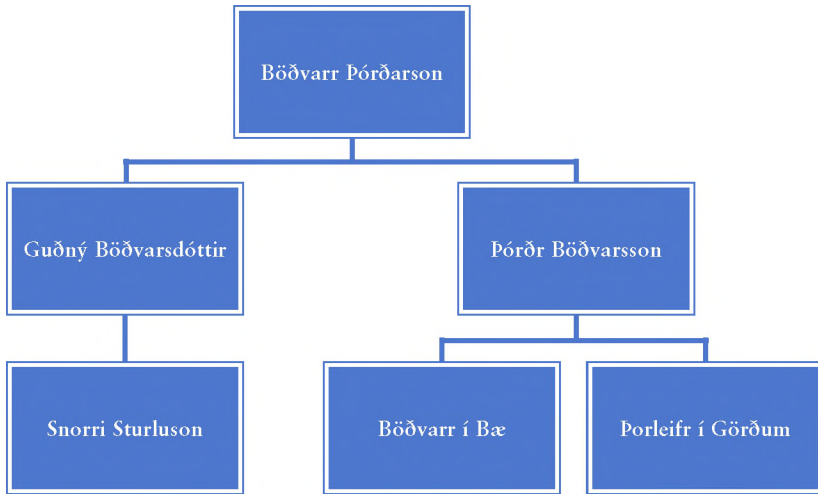 Böðvarr Þórðarson
Guðný Böðvarsdóttir
Þórðr Böðvarsson
Snorri Sturluson
Böðvarr í Bæ
Þorleifr í Görðum